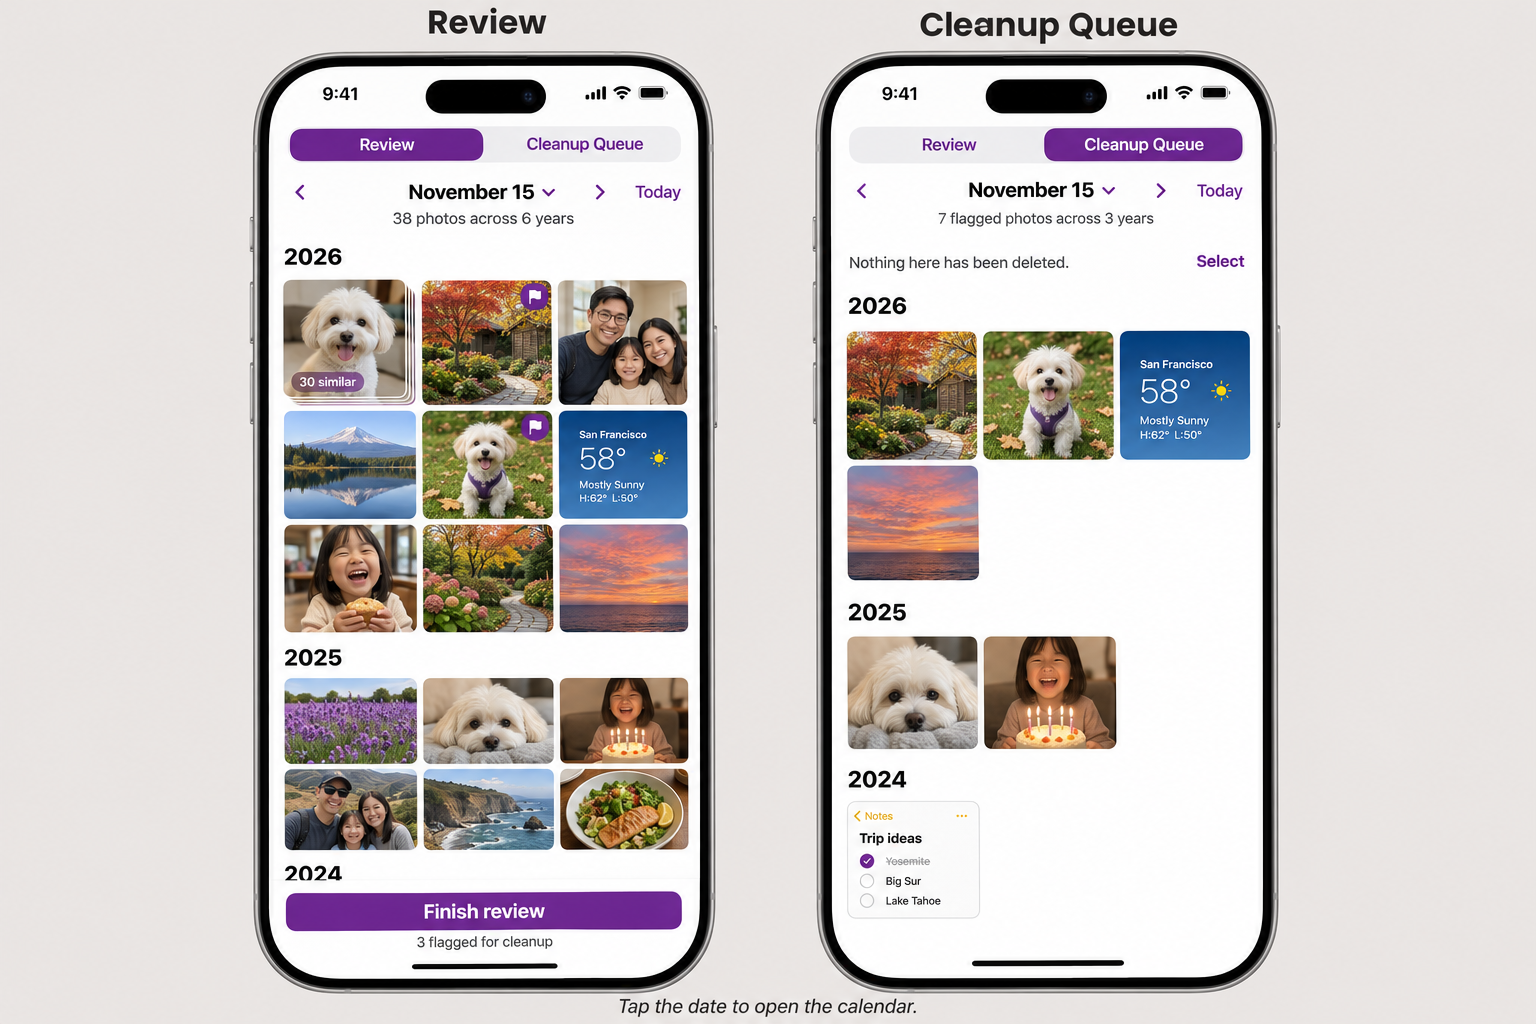 Review
9:41
Review
Cleanup Queue
November 15
Today
38 photos across 6 years
2026
30 similar
San Francisco
58°
Mostly Sunny
H:62° L:50°
2025
2024
Finish review
3 flagged for cleanup
Cleanup Queue
9:41
Review
Cleanup Queue
November 15
Today
7 flagged photos across 3 years
Nothing here has been deleted.
Select
2026
San Francisco
58°
Mostly Sunny
H:62° L:50°
2025
2024
Notes
Trip ideas
Yosemite
Big Sur
Lake Tahoe
Tap the date to open the calendar.